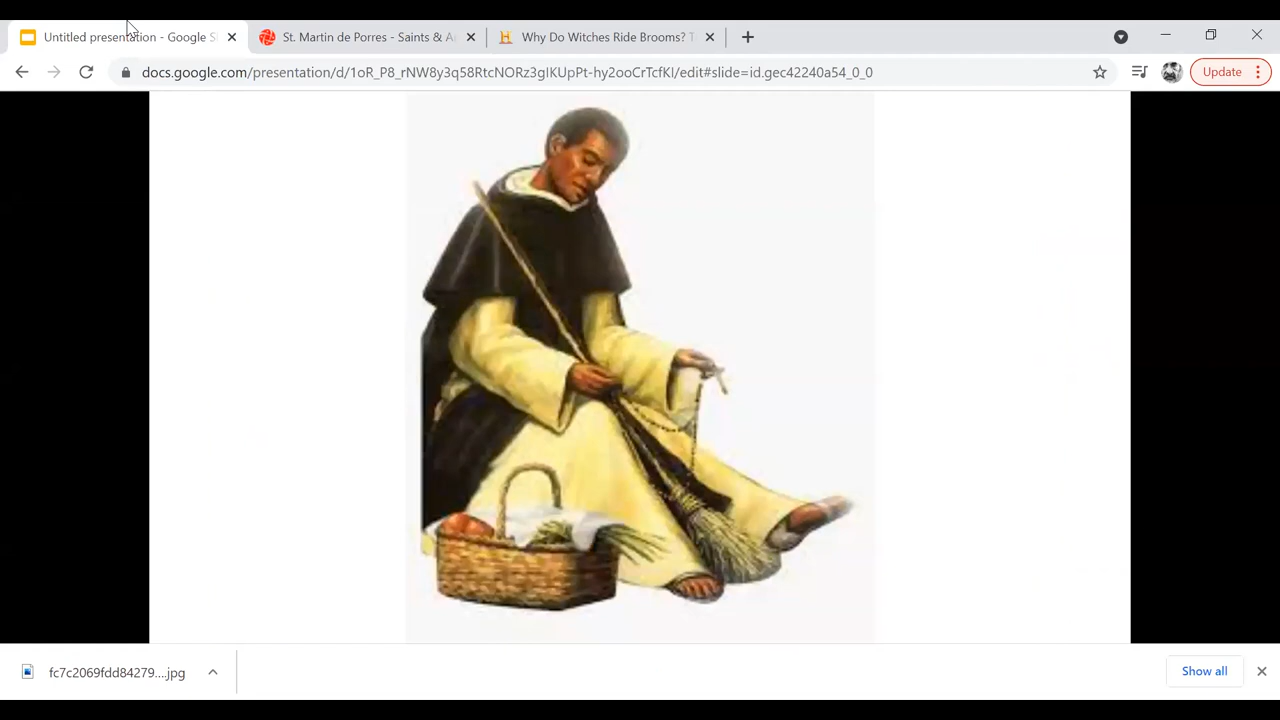 Untitled presentation - Google S
St. Martin de Porres - Saints & A
Why Do Witches Ride Brooms? T
docs.google.com/presentation/d/1oR_P8_rNW8y3q58RtcNORz3gIKUpPt-hy2ooCrTcfKI/edit#slide=id.gec42240a54_0_0
Update
fc7c2069fdd84279....jpg
Show all